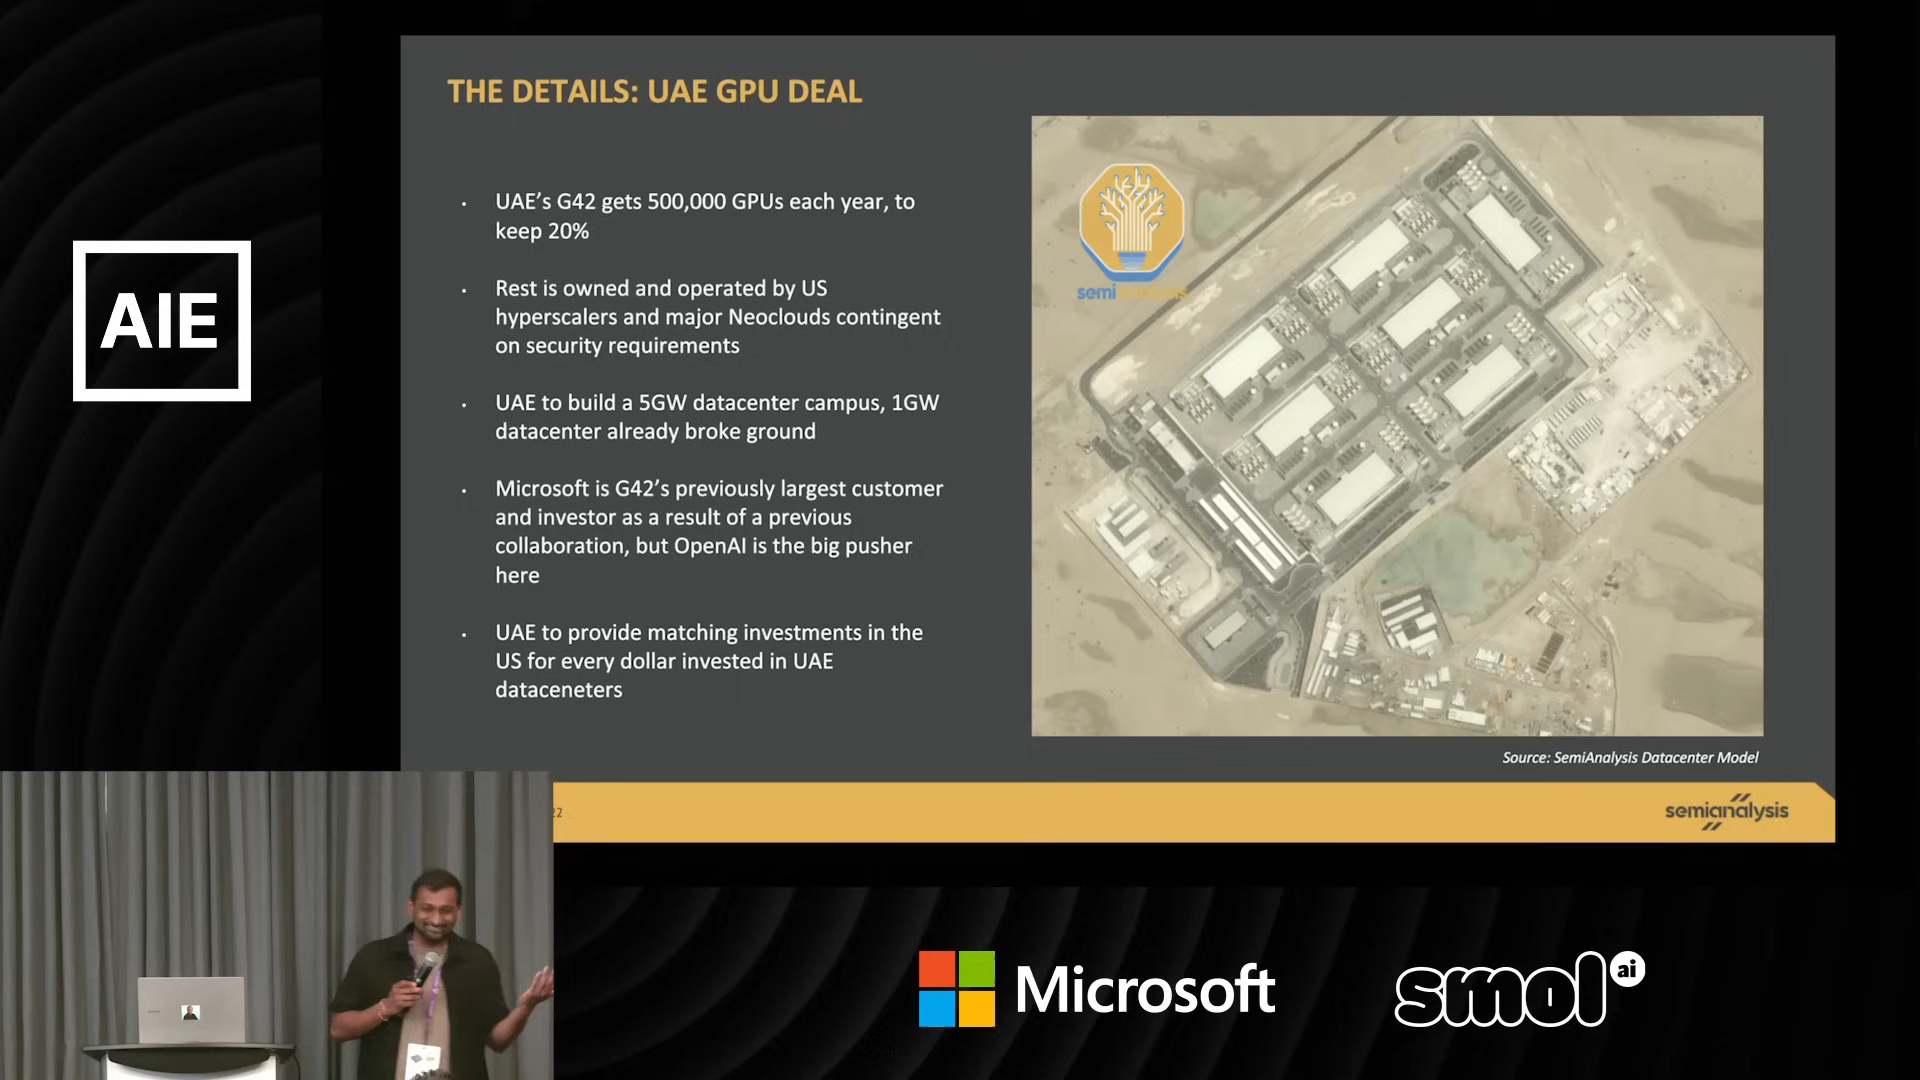 THE DETAILS: UAE GPU DEAL
UAE’s G42 gets 500,000 GPUs each year, to
keep 20%
Rest is owned and operated by US
hyperscalers and major Neoclouds contingent
on security requirements
UAE to build a 5GW datacenter campus, 1GW
datacenter already broke ground
Microsoft is G42’s previously largest customer
and investor as a result of a previous
collaboration, but OpenAI is the big pusher
here
UAE to provide matching investments in the
US for every dollar invested in UAE
dataceneters
semianalysis
Source: SemiAnalysis Datacenter Model
22
semianalysis
AIE
Microsoft
smol ai